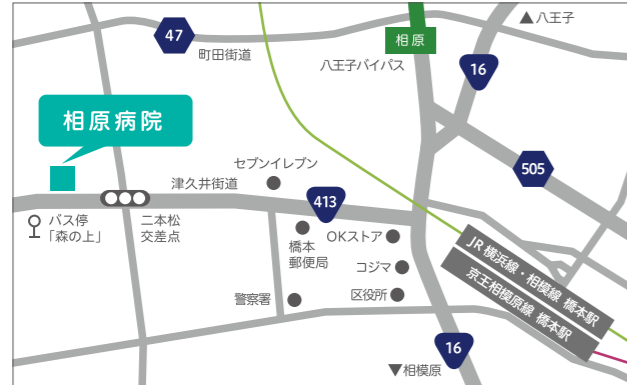 ▲八王子
47
町田街道
相原
八王子バイパス
16
相原病院
505
セブンイレブン
津久井街道
413
バス停
「森の上」
二本松
交差点
橋本
郵便局
OKストア
コジマ
警察署
区役所
JR横浜線・相模線 橋本駅
京王相模原線 橋本駅
16
▼相模原